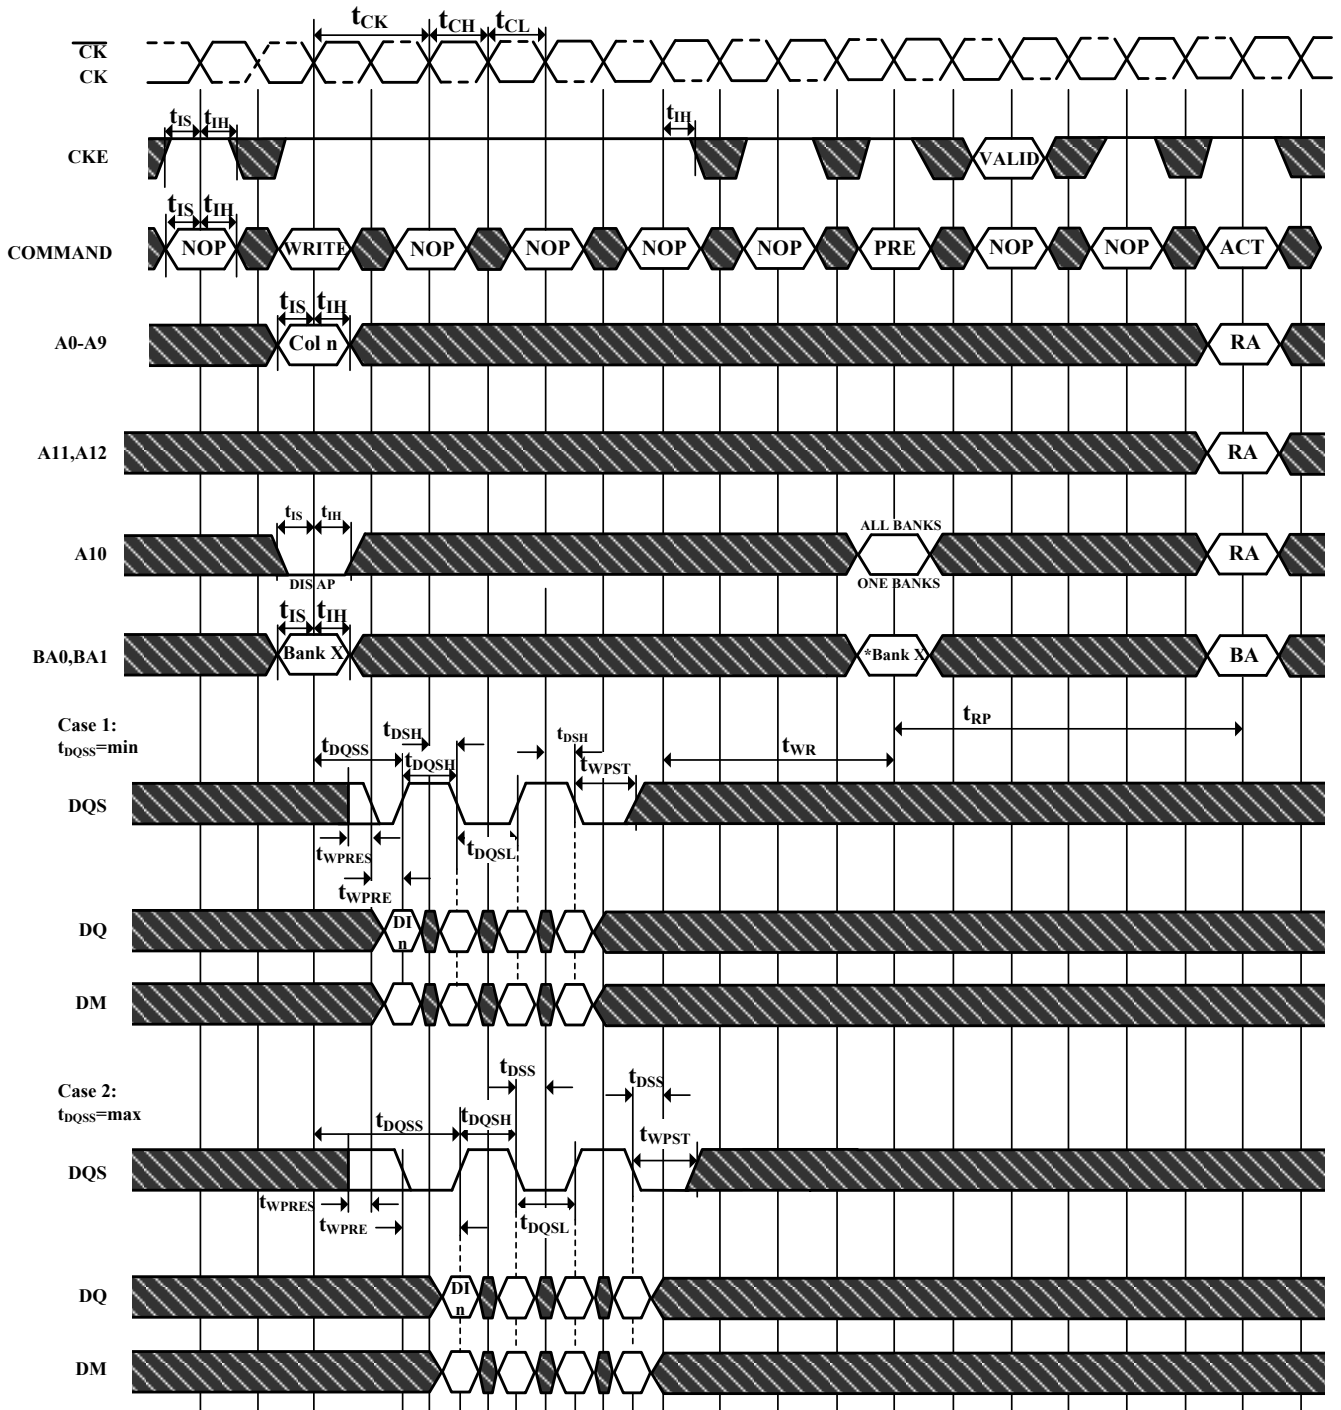 tCK tCH tCL
CK
CK
tIS tIH tIH
CKE VALID
tIS tIH
COMMAND NOP WRITE NOP NOP NOP NOP PRE NOP NOP ACT
tIS tIH
A0-A9 Col n RA
A11,A12 RA
tIS tIH ALL BANKS
A10 RA
DIS AP ONE BANKS
tIS tIH
BA0,BA1 Bank X *Bank X BA
Case 1:
tDQSS=min
tDQSS tDSH tDSH tWR tRP
tDQSH tWPST
DQS
tWPRES tDQSL
tWPRE
DQ DI n
DM
Case 2:
tDQSS=max
tDSS tDSS
tDQSS tDQSH tWPST
DQS
tWPRES
tWPRE tDQSL
DQ DI n
DM